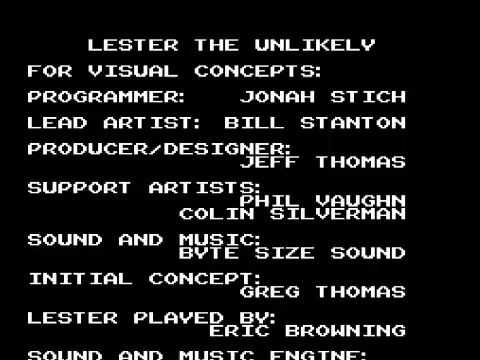 LESTER THE UNLIKELY
FOR VISUAL CONCEPTS:
PROGRAMMER: JONAH STICH
LEAD ARTIST: BILL STANTON
PRODUCER/DESIGNER:
JEFF THOMAS
SUPPORT ARTISTS:
PHIL VAUGHN
COLIN SILVERMAN
SOUND AND MUSIC:
BYTE SIZE SOUND
INITIAL CONCEPT:
GREG THOMAS
LESTER PLAYED BY:
ERIC BROWNING
SOUND AND MUSIC ENGINE: